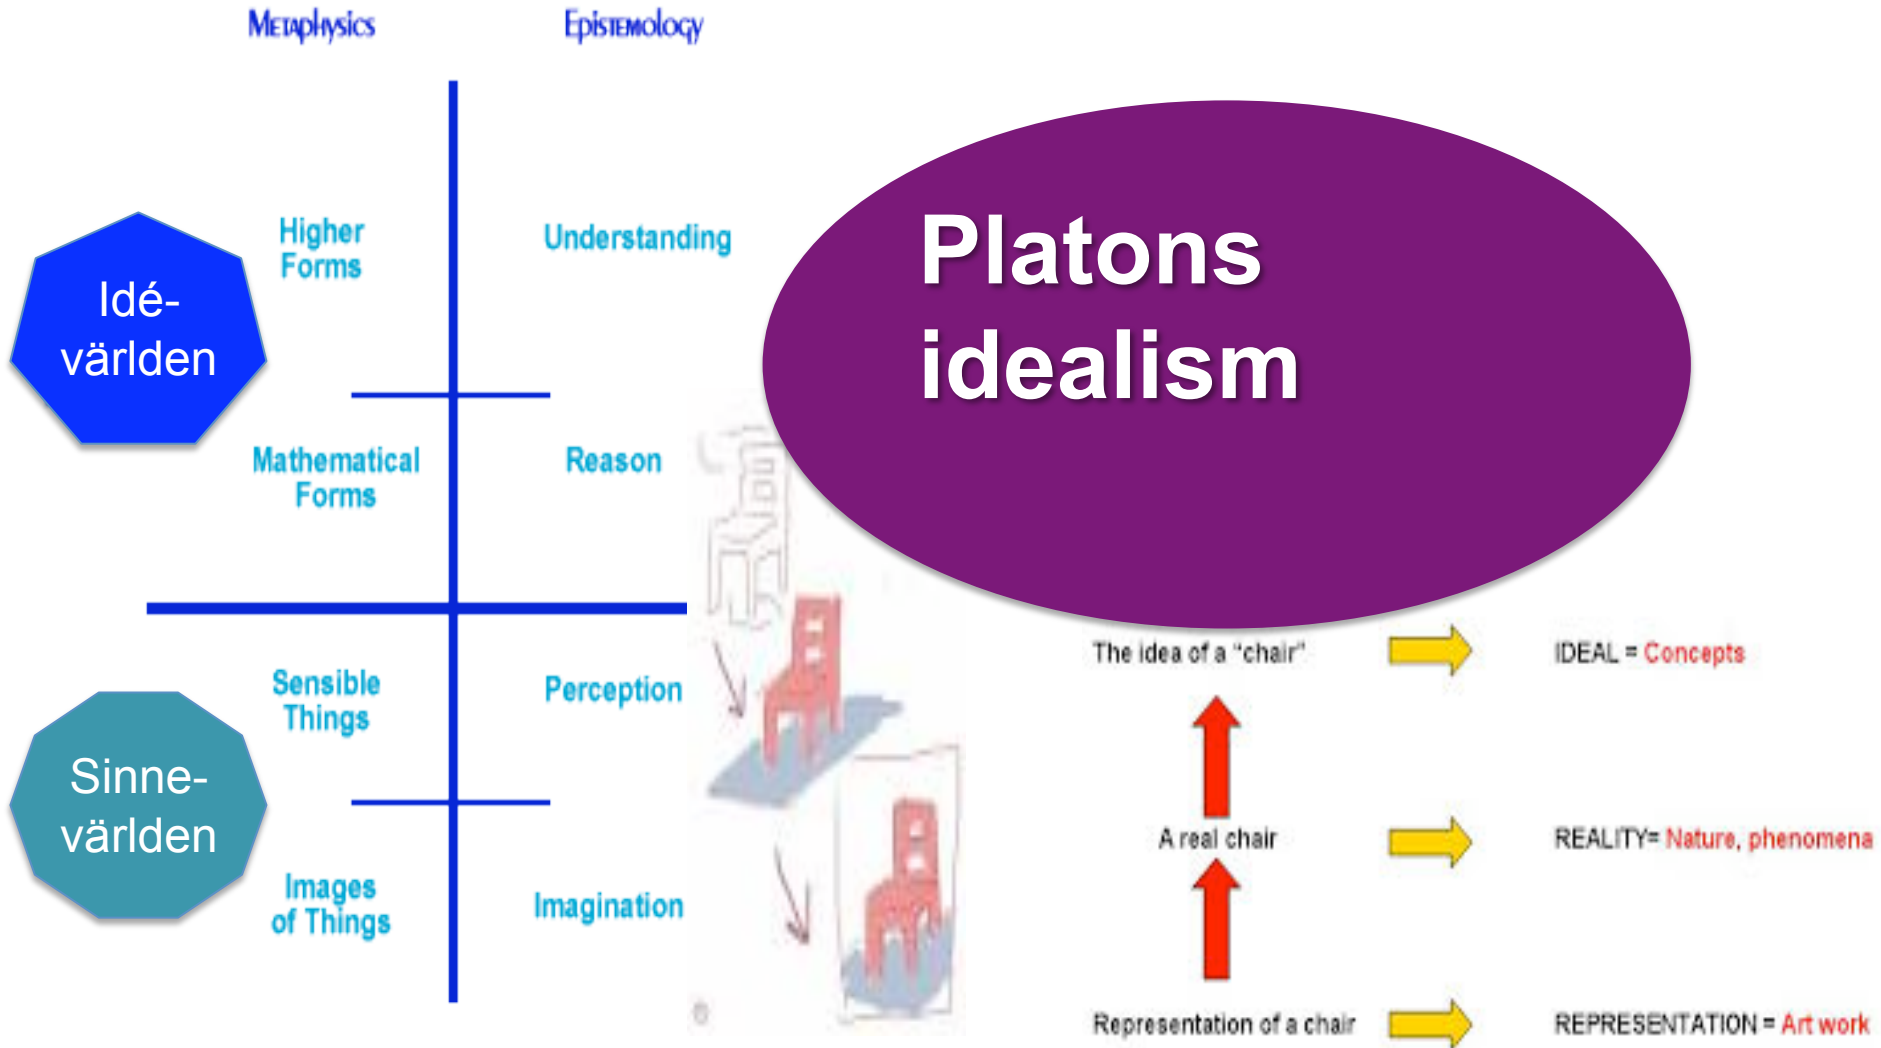 Metaphysics
Epistemology
Platons
idealism
Idé-
världen
Higher
Forms
Understanding
Mathematical
Forms
Reason
Sinne-
världen
Sensible
Things
Perception
Images
of Things
Imagination
The idea of a "chair"
IDEAL = Concepts
A real chair
REALITY= Nature, phenomena
Representation of a chair
REPRESENTATION = Art work